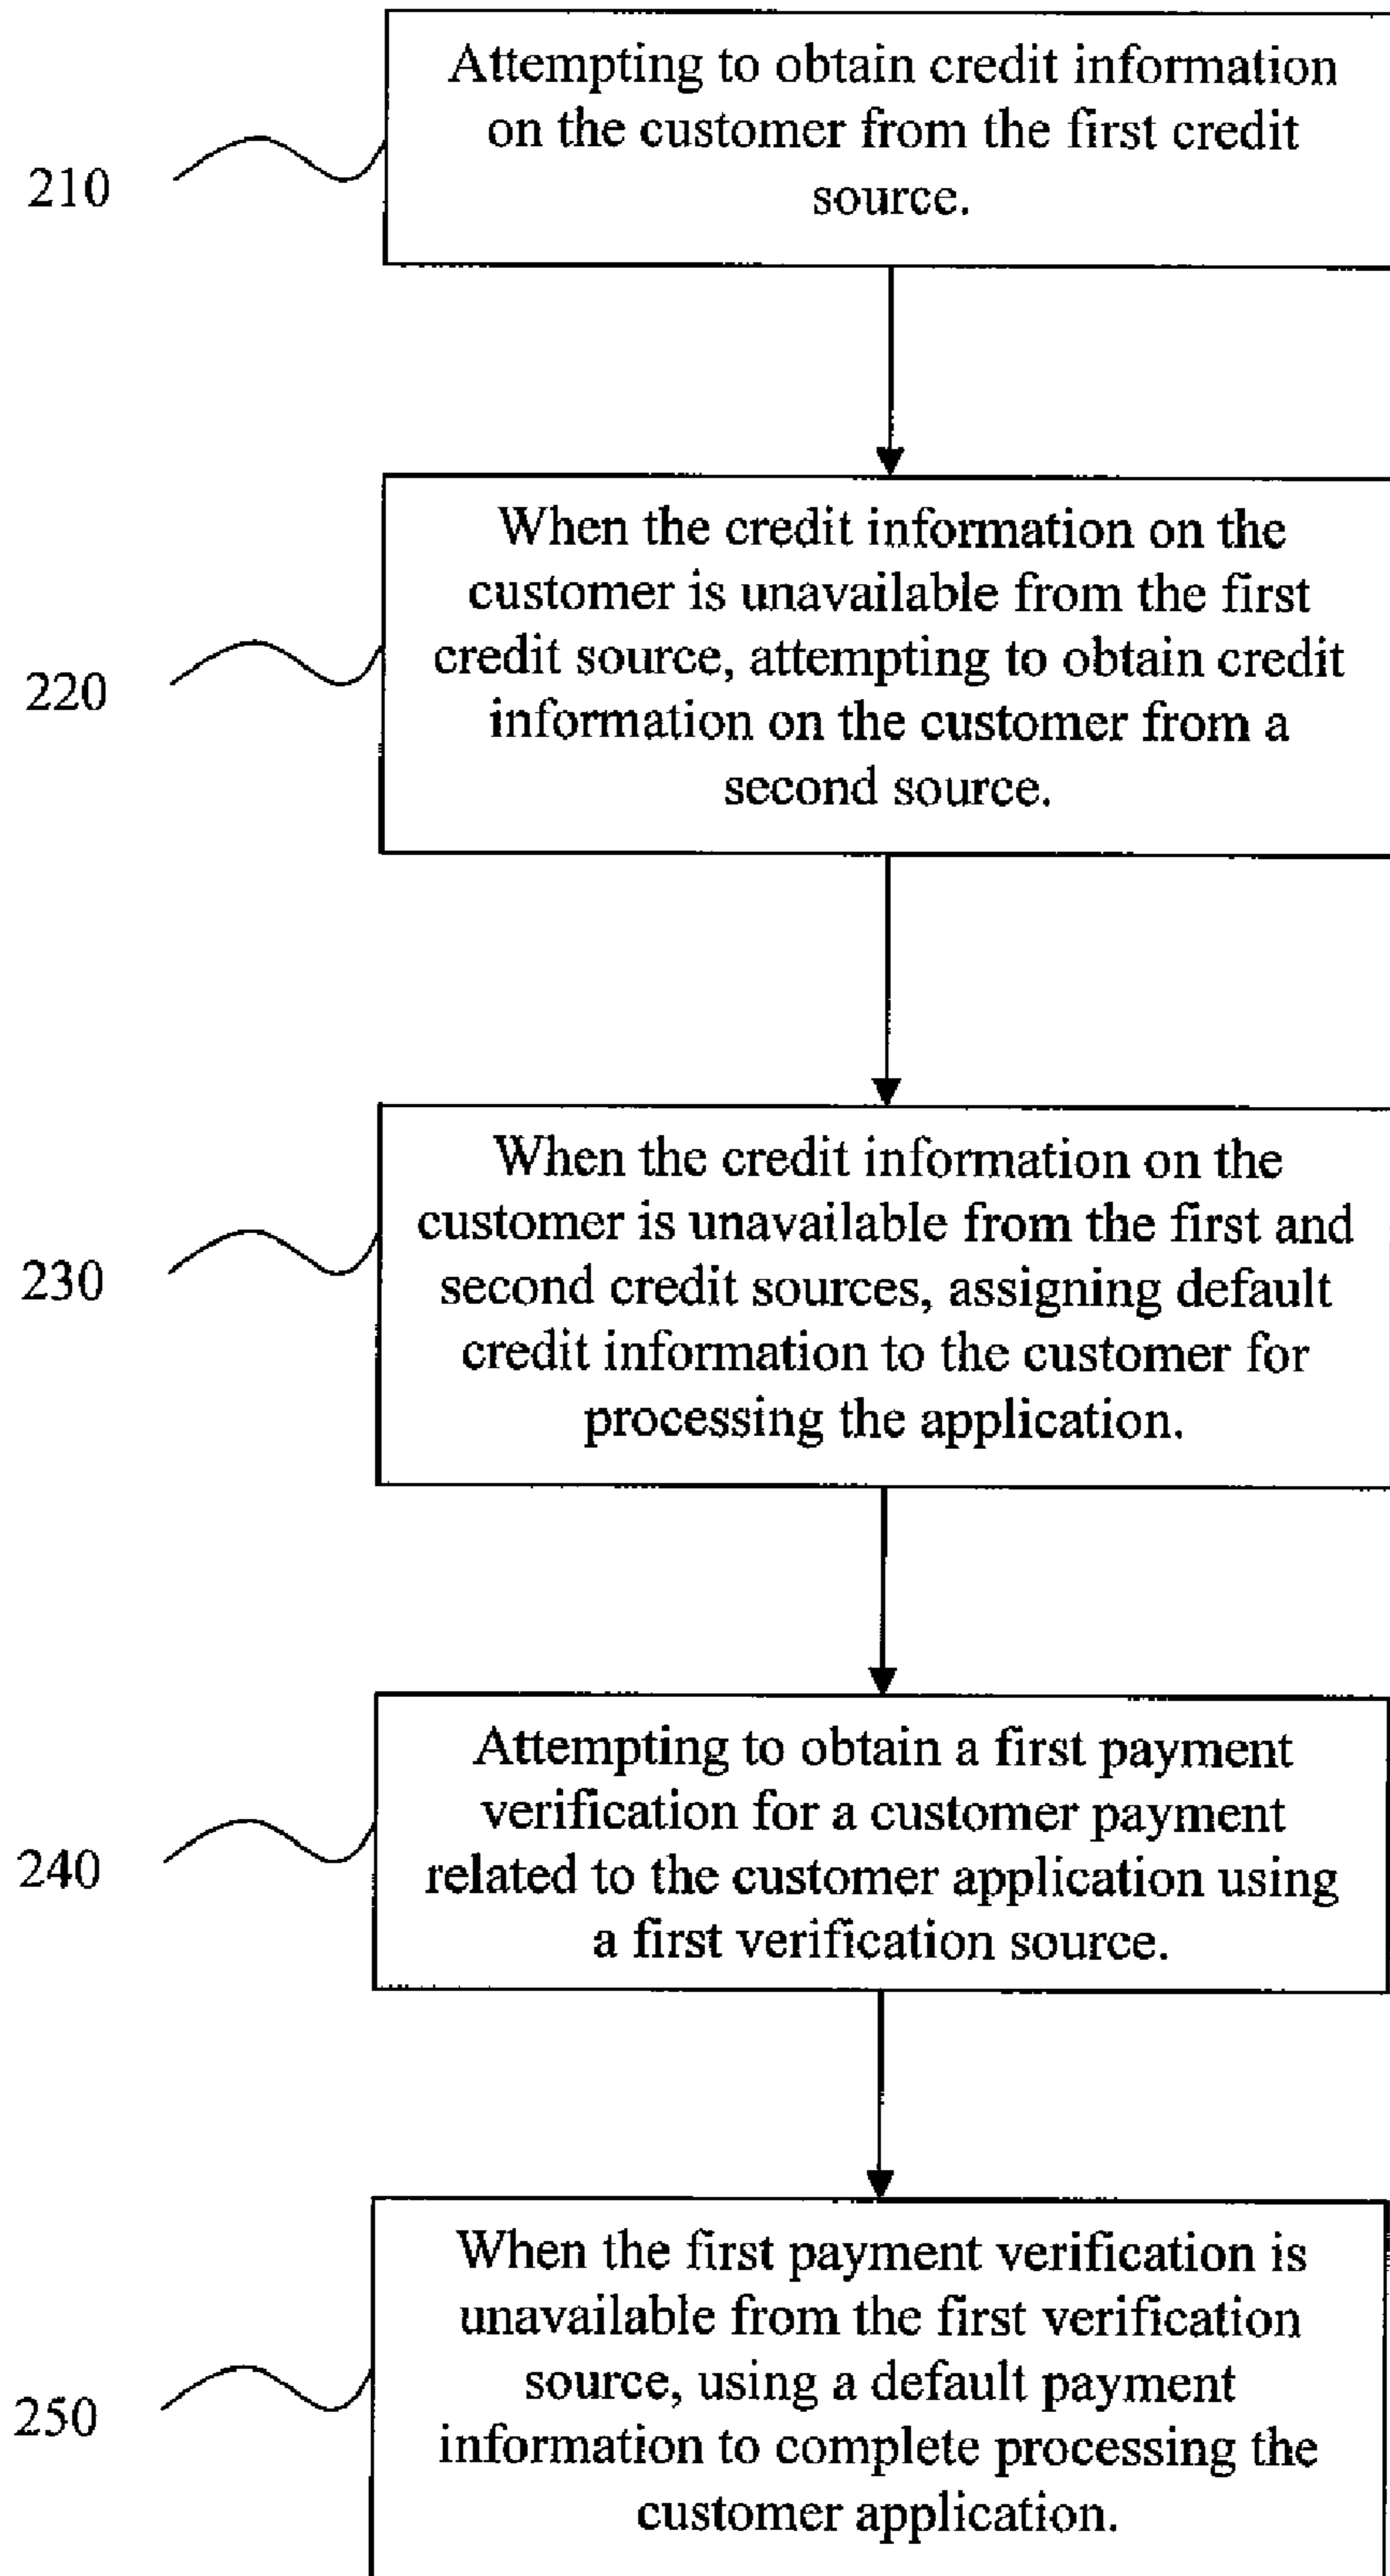 Attempting to obtain credit information
on the customer from the first credit
source.
210
When the credit information on the
customer is unavailable from the first
credit source, attempting to obtain credit
information on the customer from a
second source.
220
When the credit information on the
customer is unavailable from the first and
second credit sources, assigning default
credit information to the customer for
processing the application.
230
Attempting to obtain a first payment
verification for a customer payment
related to the customer application using
a first verification source.
240
When the first payment verification is
unavailable from the first verification
source, using a default payment
information to complete processing the
customer application.
250